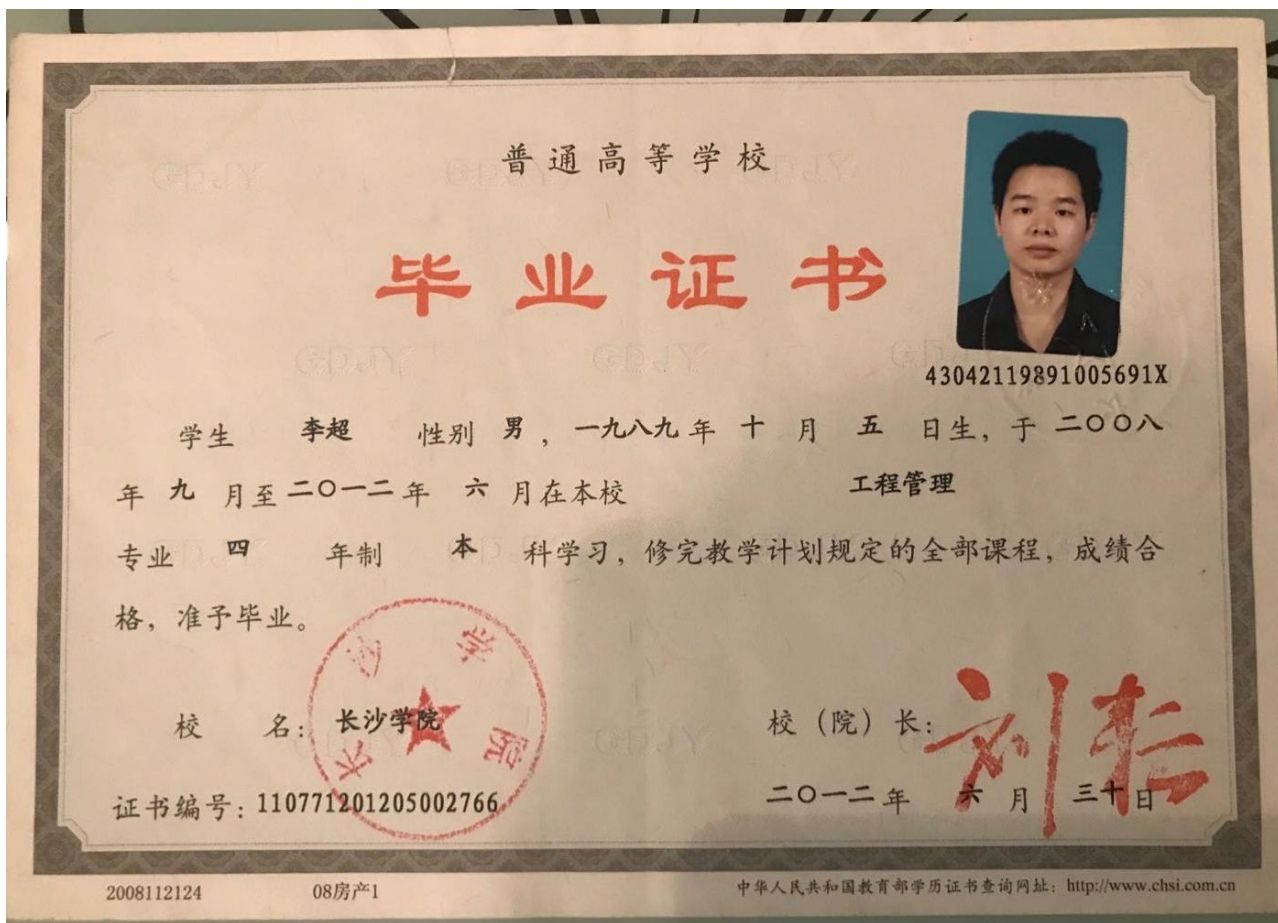 普通高等学校
毕业证书
43042119891005691X
学生 李超 性别 男，一九八九年 十 月 五 日生，于 二〇〇八
年 九 月至 二〇一二 年 六 月在本校 工程管理
专业 四 年制 本 科学习，修完教学计划规定的全部课程，成绩合
格，准予毕业。
校 名：长沙学院
校（院）长：
长沙学院
证书编号：110771201205002766
二〇一二年 六 月 三十日
2008112124 08房产1 中华人民共和国教育部学历证书查询网址：http://www.chsi.com.cn